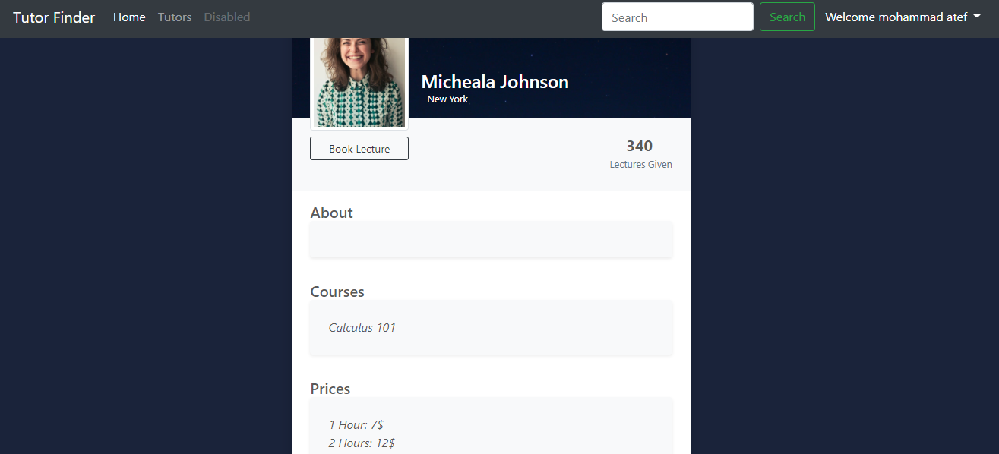 Tutor Finder Home Tutors Disabled Search Search Welcome mohammad atef
Micheala Johnson
New York
Book Lecture
340
Lectures Given
About
Courses
Calculus 101
Prices
1 Hour: 7$
2 Hours: 12$